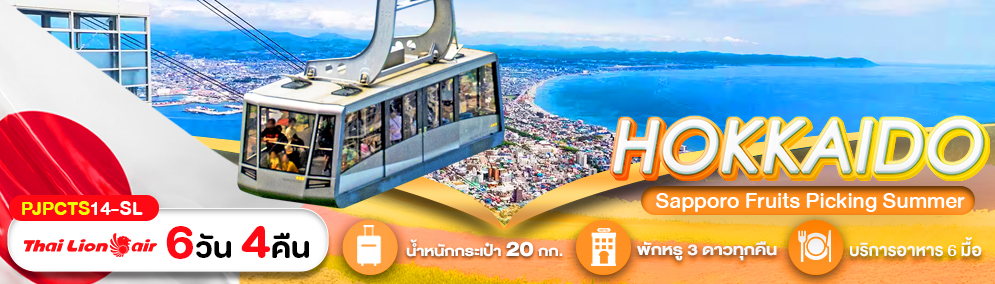 HOKKAIDO
Sapporo Fruits Picking Summer
PJPCTS14-SL
Thai Lion air 6วัน 4คืน
น้ำหนักกระเป๋า 20 กก.
พักหรู 3 ดาวทุกคืน
บริการอาหาร 6 มื้อ